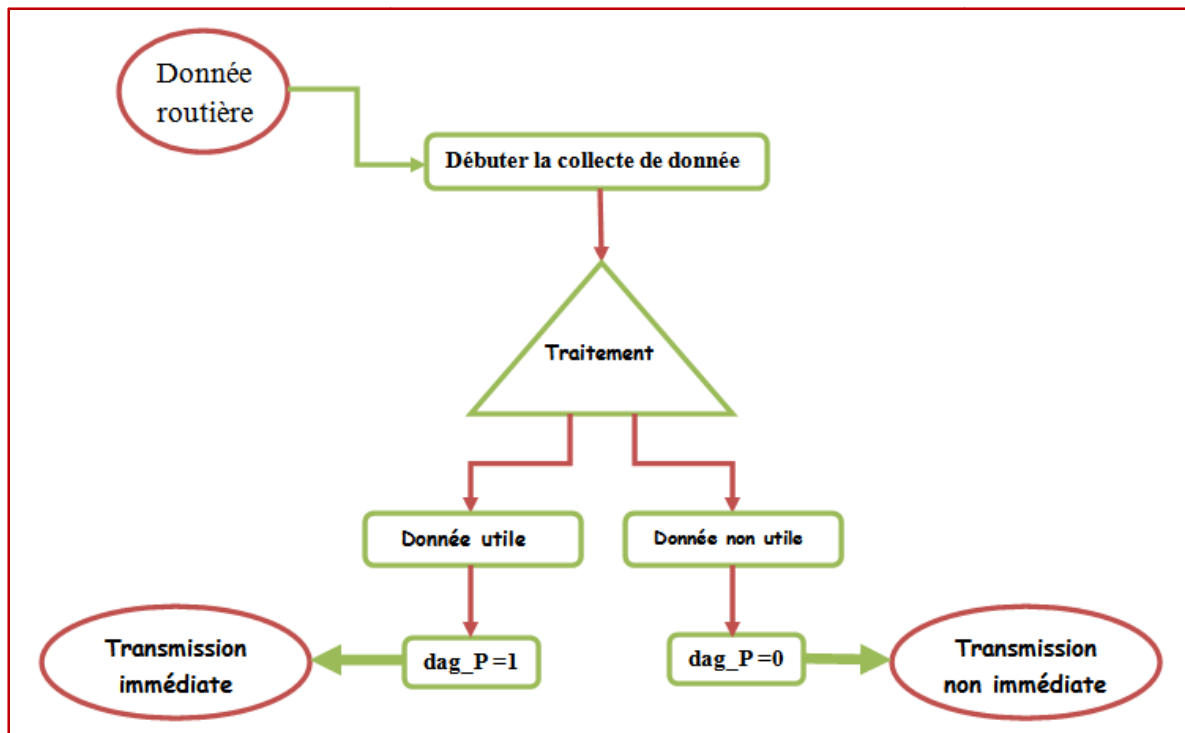 Donnée
routière
Débuter la collecte de donnée
Traitement
Donnée utile
Donnée non utile
dag_P=1
dag_P=0
Transmission
immédiate
Transmission
non immédiate